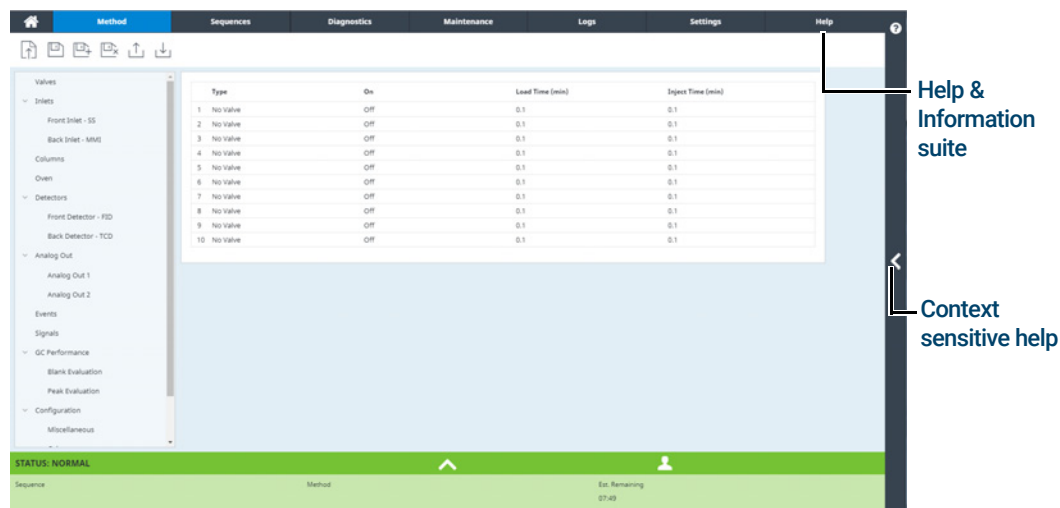 Method Sequences Diagnostics Maintenance Logs Settings Help
Valves
Inlets
Front Inlet - SS
Back Inlet - MMI
Columns
Oven
Detectors
Front Detector - FID
Back Detector - TCD
Analog Out
Analog Out 1
Analog Out 2
Events
Signals
GC Performance
Blank Evaluation
Peak Evaluation
Configuration
Miscellaneous
Type On Load Time (min) Inject Time (min)
1 No Valve Off 0.1 0.1
2 No Valve Off 0.1 0.1
3 No Valve Off 0.1 0.1
4 No Valve Off 0.1 0.1
5 No Valve Off 0.1 0.1
6 No Valve Off 0.1 0.1
7 No Valve Off 0.1 0.1
8 No Valve Off 0.1 0.1
9 No Valve Off 0.1 0.1
10 No Valve Off 0.1 0.1
Help &
Information
suite
Context
sensitive help
STATUS: NORMAL
Sequence Method Est. Remaining
07:49